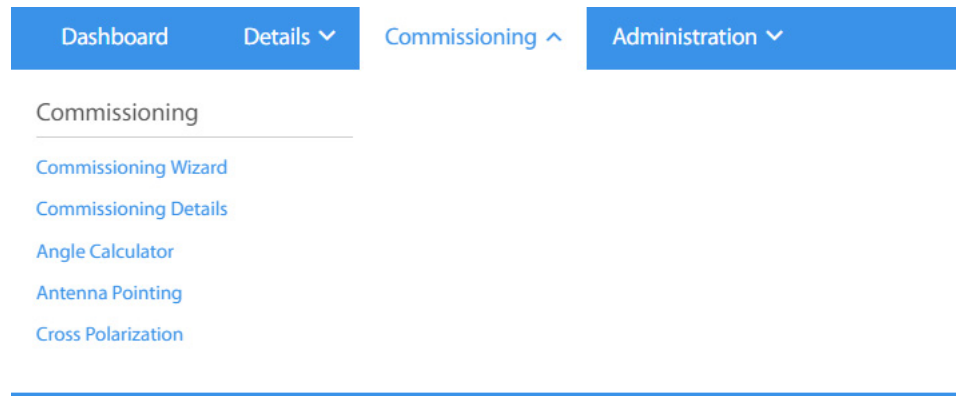 Dashboard Details Commissioning Administration
Commissioning
Commissioning Wizard
Commissioning Details
Angle Calculator
Antenna Pointing
Cross Polarization